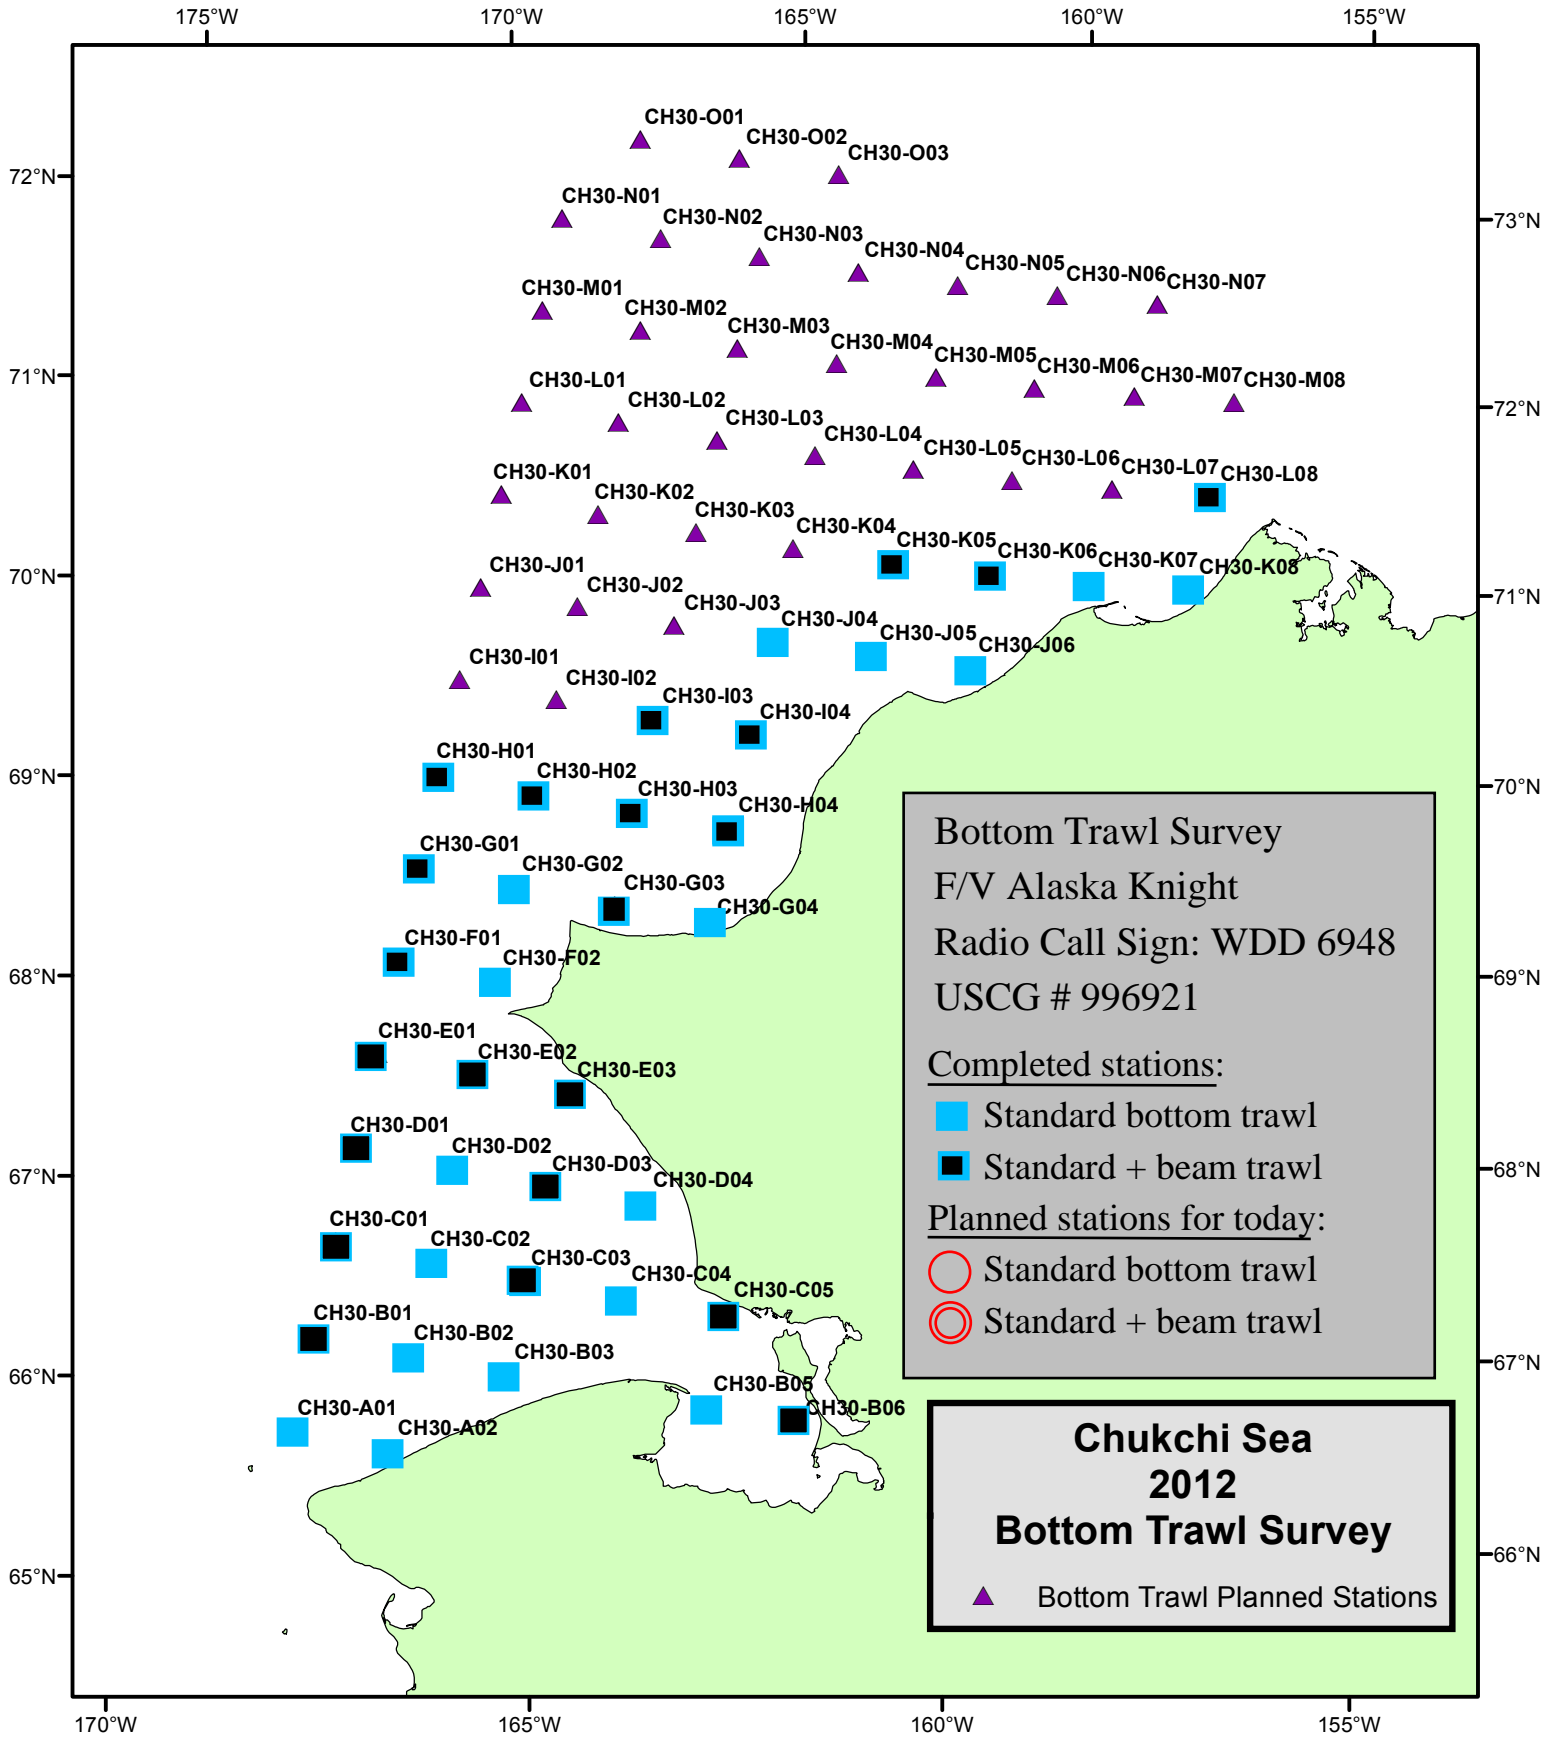 175°W 170°W 165°W 160°W 155°W
CH30-O01
CH30-O02
CH30-O03
72°N
CH30-N01
CH30-N02
73°N
CH30-N03
CH30-N04
CH30-N05
CH30-N06
CH30-N07
CH30-M01
CH30-M02
CH30-M03
CH30-M04
CH30-M05
CH30-M06
CH30-M07
CH30-M08
71°N
CH30-L01
CH30-L02
72°N
CH30-L03
CH30-L04
CH30-L05
CH30-L06
CH30-L07
CH30-L08
CH30-K01
CH30-K02
CH30-K03
CH30-K04
CH30-K05
CH30-K06
CH30-K07
CH30-K08
70°N
CH30-J01
CH30-J02
71°N
CH30-J03
CH30-J04
CH30-J05
CH30-J06
CH30-I01
CH30-I02
CH30-I03
CH30-I04
CH30-H01
69°N
CH30-H02
70°N
CH30-H03
CH30-H04
CH30-G01
CH30-G02
CH30-G03
CH30-G04
CH30-F01
CH30-F02
68°N
69°N
CH30-E01
CH30-E02
CH30-E03
CH30-D01
CH30-D02
CH30-D03
CH30-D04
67°N
68°N
CH30-C01
CH30-C02
CH30-C03
CH30-C04
CH30-C05
CH30-B01
CH30-B02
CH30-B03
CH30-B05
CH30-B06
66°N
67°N
CH30-A01
CH30-A02
65°N
66°N
Bottom Trawl Survey
F/V Alaska Knight
Radio Call Sign: WDD 6948
USCG # 996921
Completed stations:
Standard bottom trawl
Standard + beam trawl
Planned stations for today:
Standard bottom trawl
Standard + beam trawl
Chukchi Sea
2012
Bottom Trawl Survey
Bottom Trawl Planned Stations
170°W 165°W 160°W 155°W